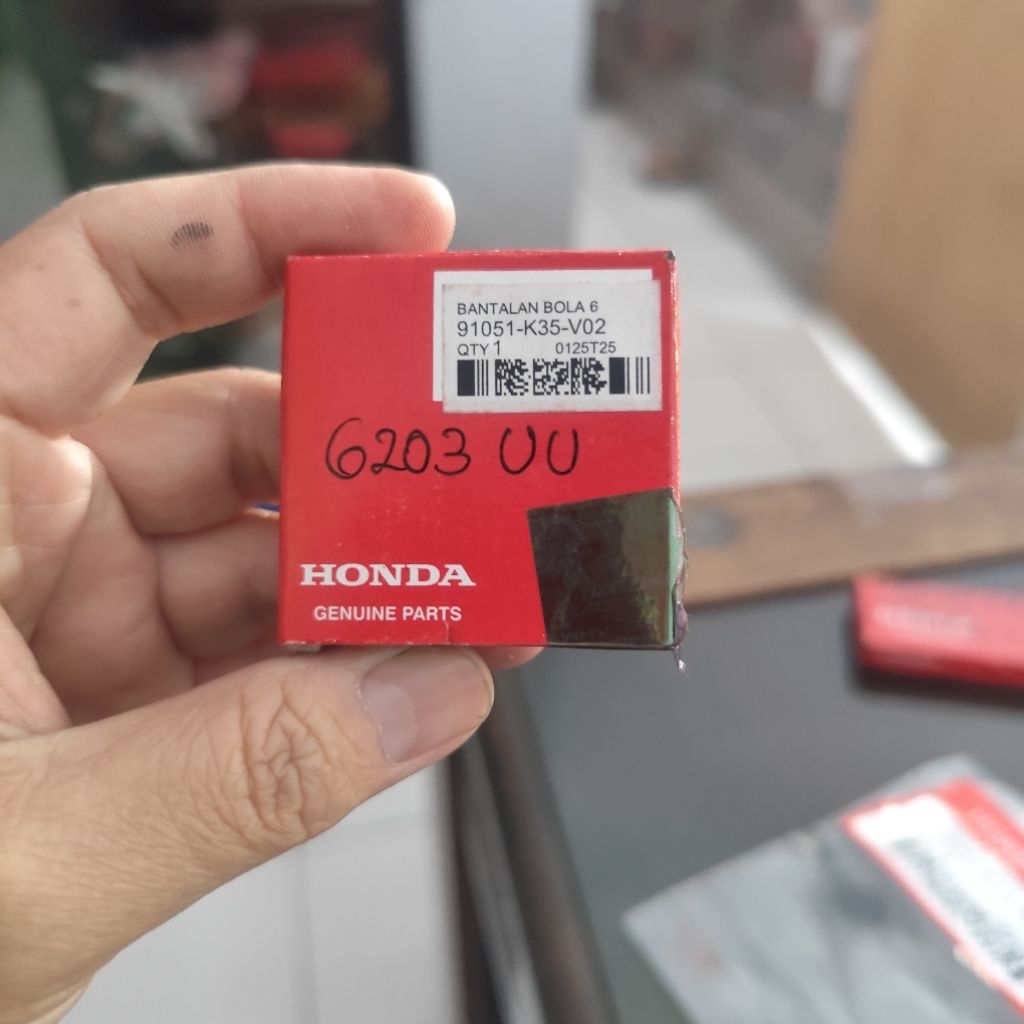 BANTALAN BOLA 6
91051-K35-V02
QTY 1 0125T25
6203 UU
HONDA
GENUINE PARTS